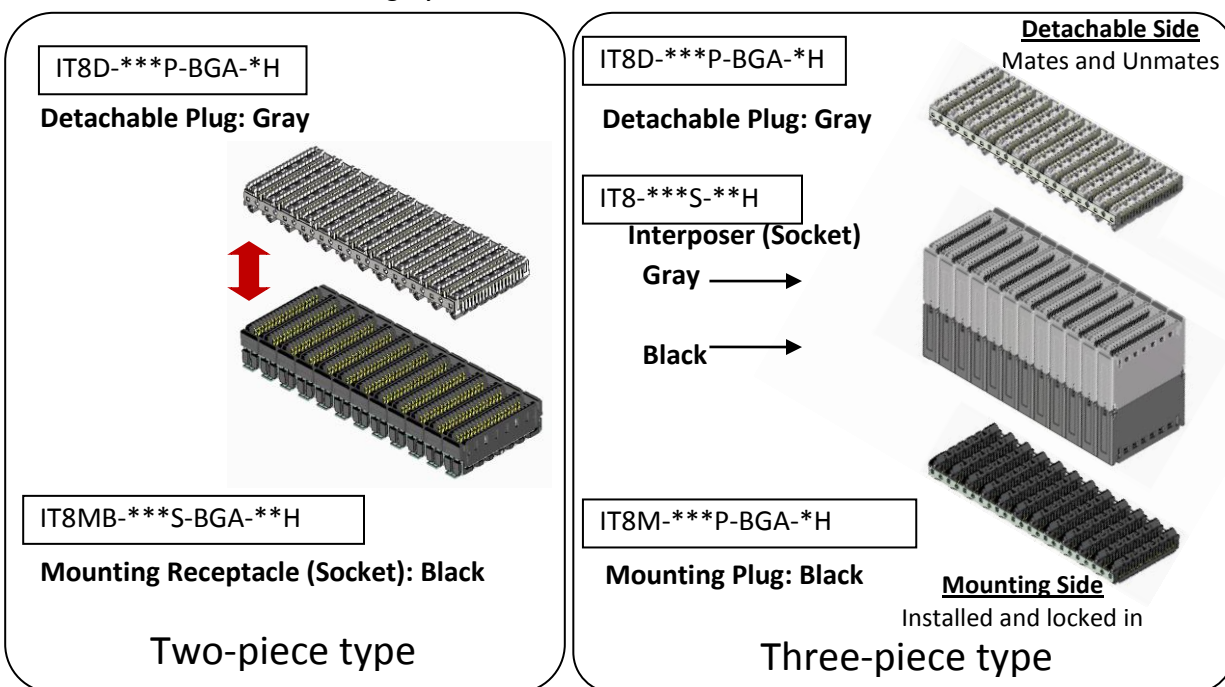 IT8D-***P-BGA-*H
Detachable Plug: Gray
IT8MB-***S-BGA-**H
Mounting Receptacle (Socket): Black
Two-piece type
Detachable Side
Mates and Unmates
IT8D-***P-BGA-*H
Detachable Plug: Gray
IT8-***S-**H
Interposer (Socket)
Gray
Black
IT8M-***P-BGA-*H
Mounting Plug: Black
Mounting Side
Installed and locked in
Three-piece type